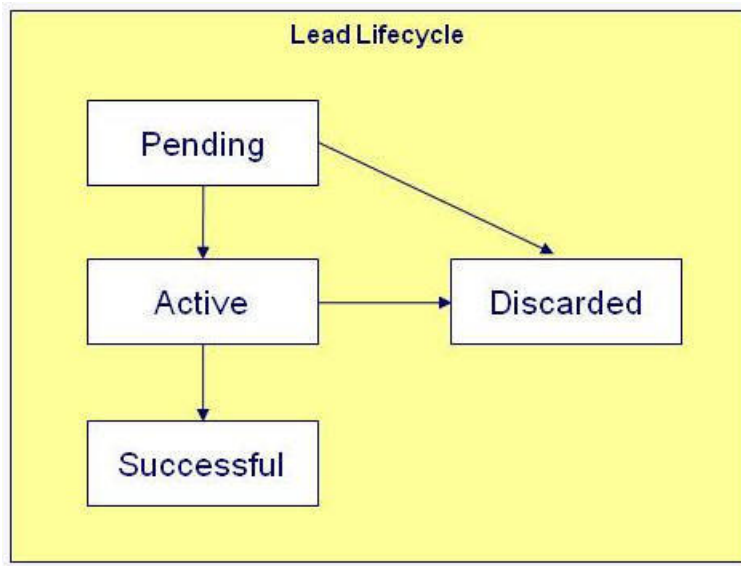 Lead Lifecycle
Pending
Active
Discarded
Successful